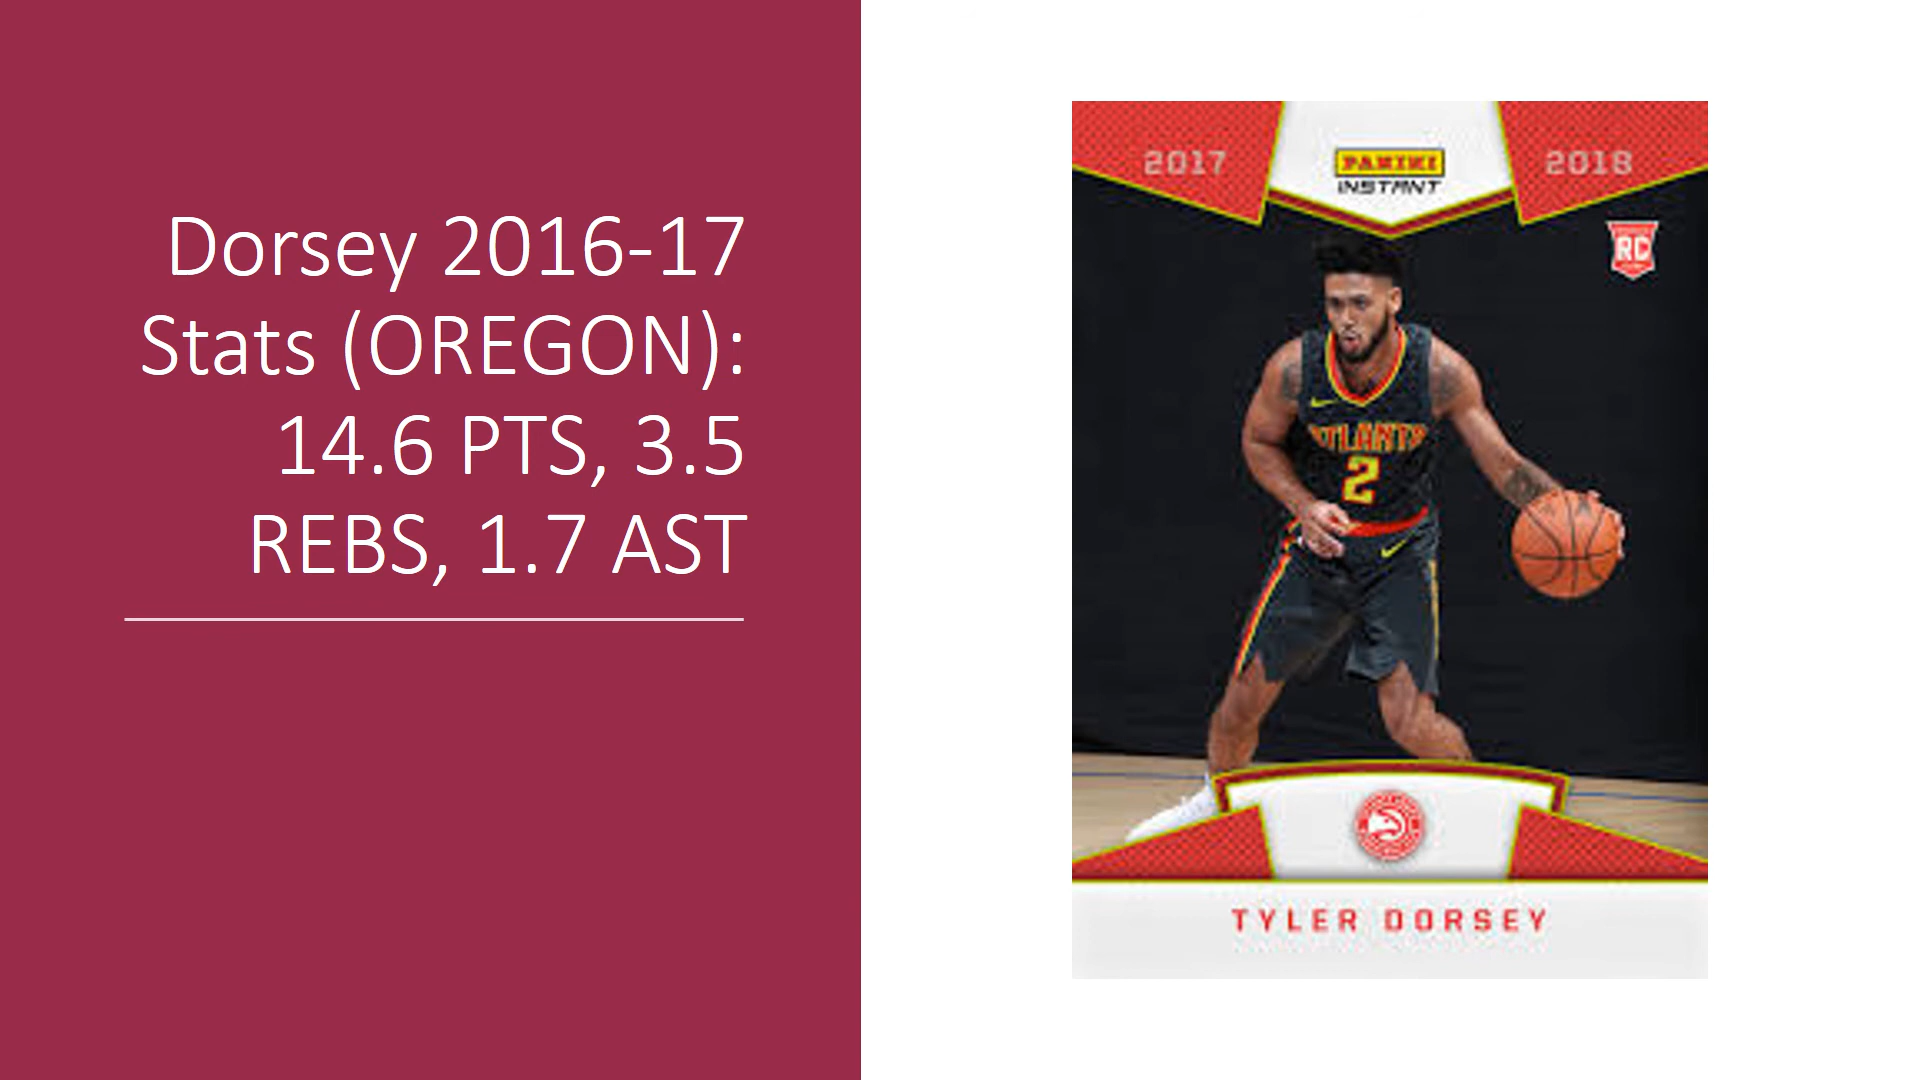 Dorsey 2016-17
Stats (OREGON):
14.6 PTS, 3.5
REBS, 1.7 AST
2017
PANINI
INSTANT
2018
RC
ATLANTA
2
TYLER DORSEY